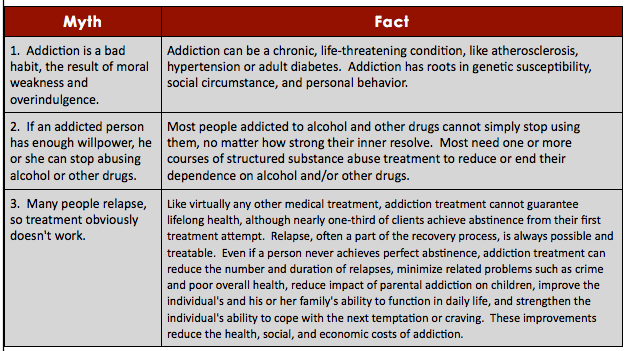 Myth
Fact
1.  Addiction is a bad
habit, the result of moral
weakness and
overindulgence.
Addiction can be a chronic, life-threatening condition, like atherosclerosis,
hypertension or adult diabetes.  Addiction has roots in genetic susceptibility,
social circumstance, and personal behavior.
2.  If an addicted person
has enough willpower, he
or she can stop abusing
alcohol or other drugs.
Most people addicted to alcohol and other drugs cannot simply stop using
them, no matter how strong their inner resolve.  Most need one or more
courses of structured substance abuse treatment to reduce or end their
dependence on alcohol and/or other drugs.
3.  Many people relapse,
so treatment obviously
doesn't work.
Like virtually any other medical treatment, addiction treatment cannot guarantee
lifelong health, although nearly one-third of clients achieve abstinence from their first
treatment attempt.  Relapse, often a part of the recovery process, is always possible and
treatable.  Even if a person never achieves perfect abstinence, addiction treatment can
reduce the number and duration of relapses, minimize related problems such as crime
and poor overall health, reduce impact of parental addiction on children, improve the
individual's and his or her family's ability to function in daily life, and strengthen the
individual's ability to cope with the next temptation or craving.  These improvements
reduce the health, social, and economic costs of addiction.